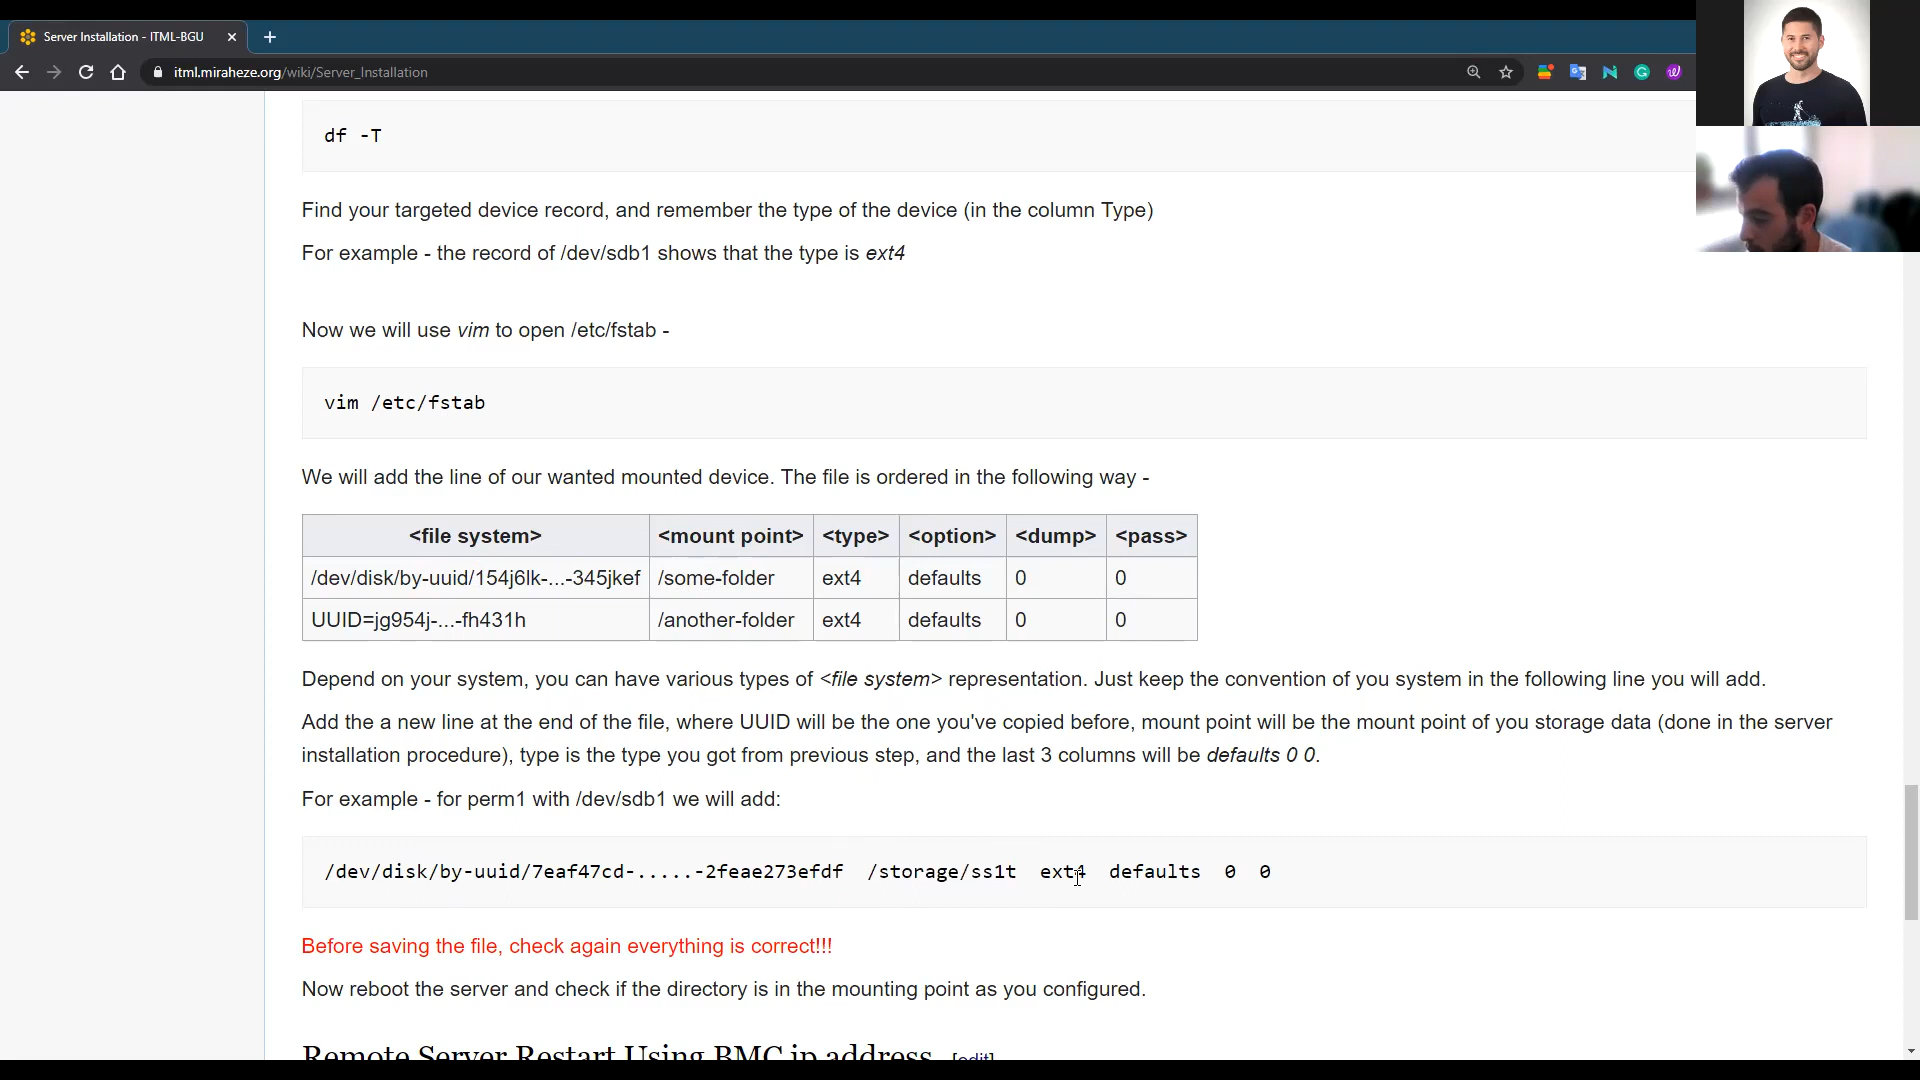 Server Installation - ITML-BGU
itml.miraheze.org/wiki/Server_Installation
df -T
Find your targeted device record, and remember the type of the device (in the column Type)
For example - the record of /dev/sdb1 shows that the type is ext4
Now we will use vim to open /etc/fstab -
vim /etc/fstab
We will add the line of our wanted mounted device. The file is ordered in the following way -
<file system> <mount point> <type> <option> <dump> <pass>
/dev/disk/by-uuid/154j6lk-...-345jkef /some-folder ext4 defaults 0 0
UUID=jg954j-...-fh431h /another-folder ext4 defaults 0 0
Depend on your system, you can have various types of <file system> representation. Just keep the convention of you system in the following line you will add.
Add the a new line at the end of the file, where UUID will be the one you've copied before, mount point will be the mount point of you storage data (done in the server
installation procedure), type is the type you got from previous step, and the last 3 columns will be defaults 0 0.
For example - for perm1 with /dev/sdb1 we will add:
/dev/disk/by-uuid/7eaf47cd-.....-2feae273efdf /storage/ss1t ext4 defaults 0 0
Before saving the file, check again everything is correct!!!
Now reboot the server and check if the directory is in the mounting point as you configured.
Remote Server Restart Using BMC ip address [edit]